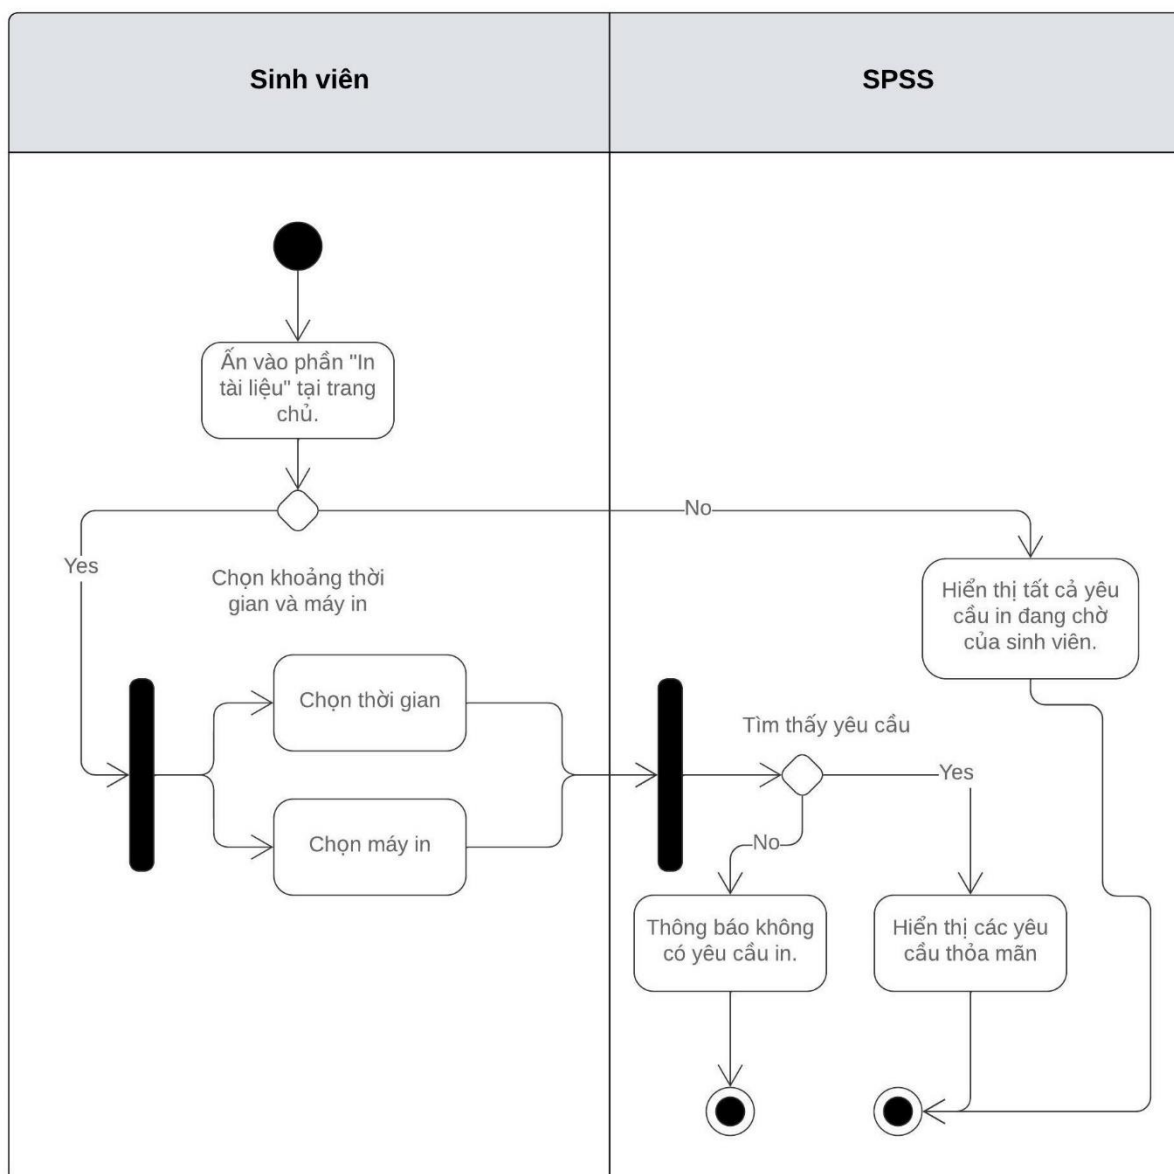 Sinh viên
SPSS
Ấn vào phần "In
tài liệu" tại trang
chủ.
No
Yes
Chọn khoảng thời
gian và máy in
Hiển thị tất cả yêu
cầu in đang chờ
của sinh viên.
Chọn thời gian
Tìm thấy yêu cầu
Yes
Chọn máy in
No
Thông báo không
có yêu cầu in.
Hiển thị các yêu
cầu thỏa mãn